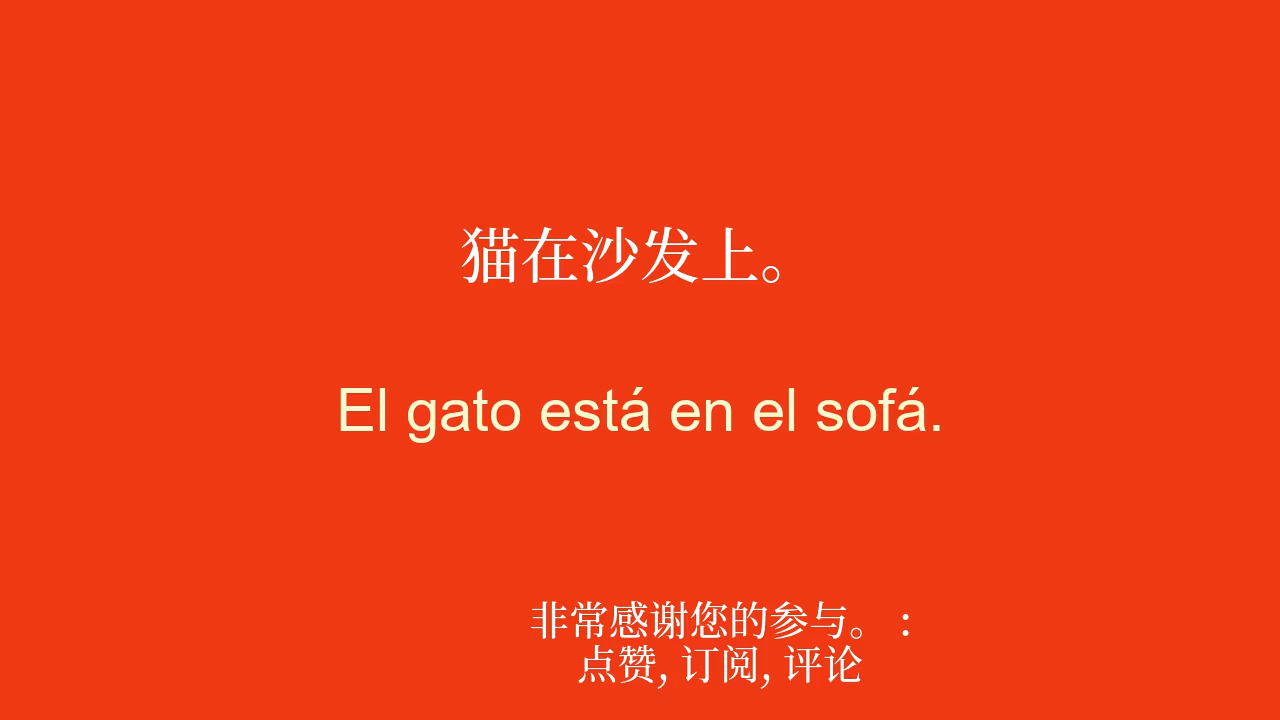 猫在沙发上。
El gato está en el sofá.
非常感谢您的参与。 :
点赞, 订阅, 评论